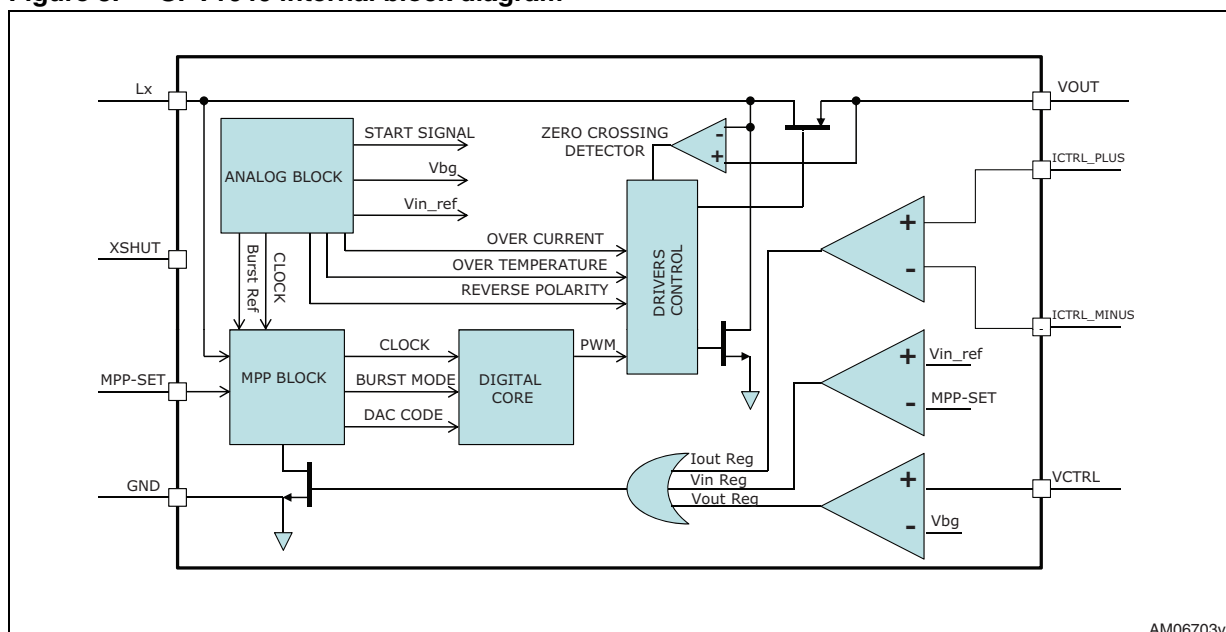 Lx
VOUT
START SIGNAL
ZERO CROSSING
DETECTOR
-
+
ANALOG BLOCK
Vbg
Vin_ref
ICTRL_PLUS
XSHUT
Burst Ref
CLOCK
OVER CURRENT
OVER TEMPERATURE
REVERSE POLARITY
DRIVERS
CONTROL
+
-
ICTRL_MINUS
-
MPP-SET
MPP BLOCK
CLOCK
BURST MODE
DAC CODE
DIGITAL
CORE
PWM
+
Vin_ref
-
MPP-SET
GND
Iout Reg
Vin Reg
Vout Reg
+
-
VCTRL
Vbg
AM06703v